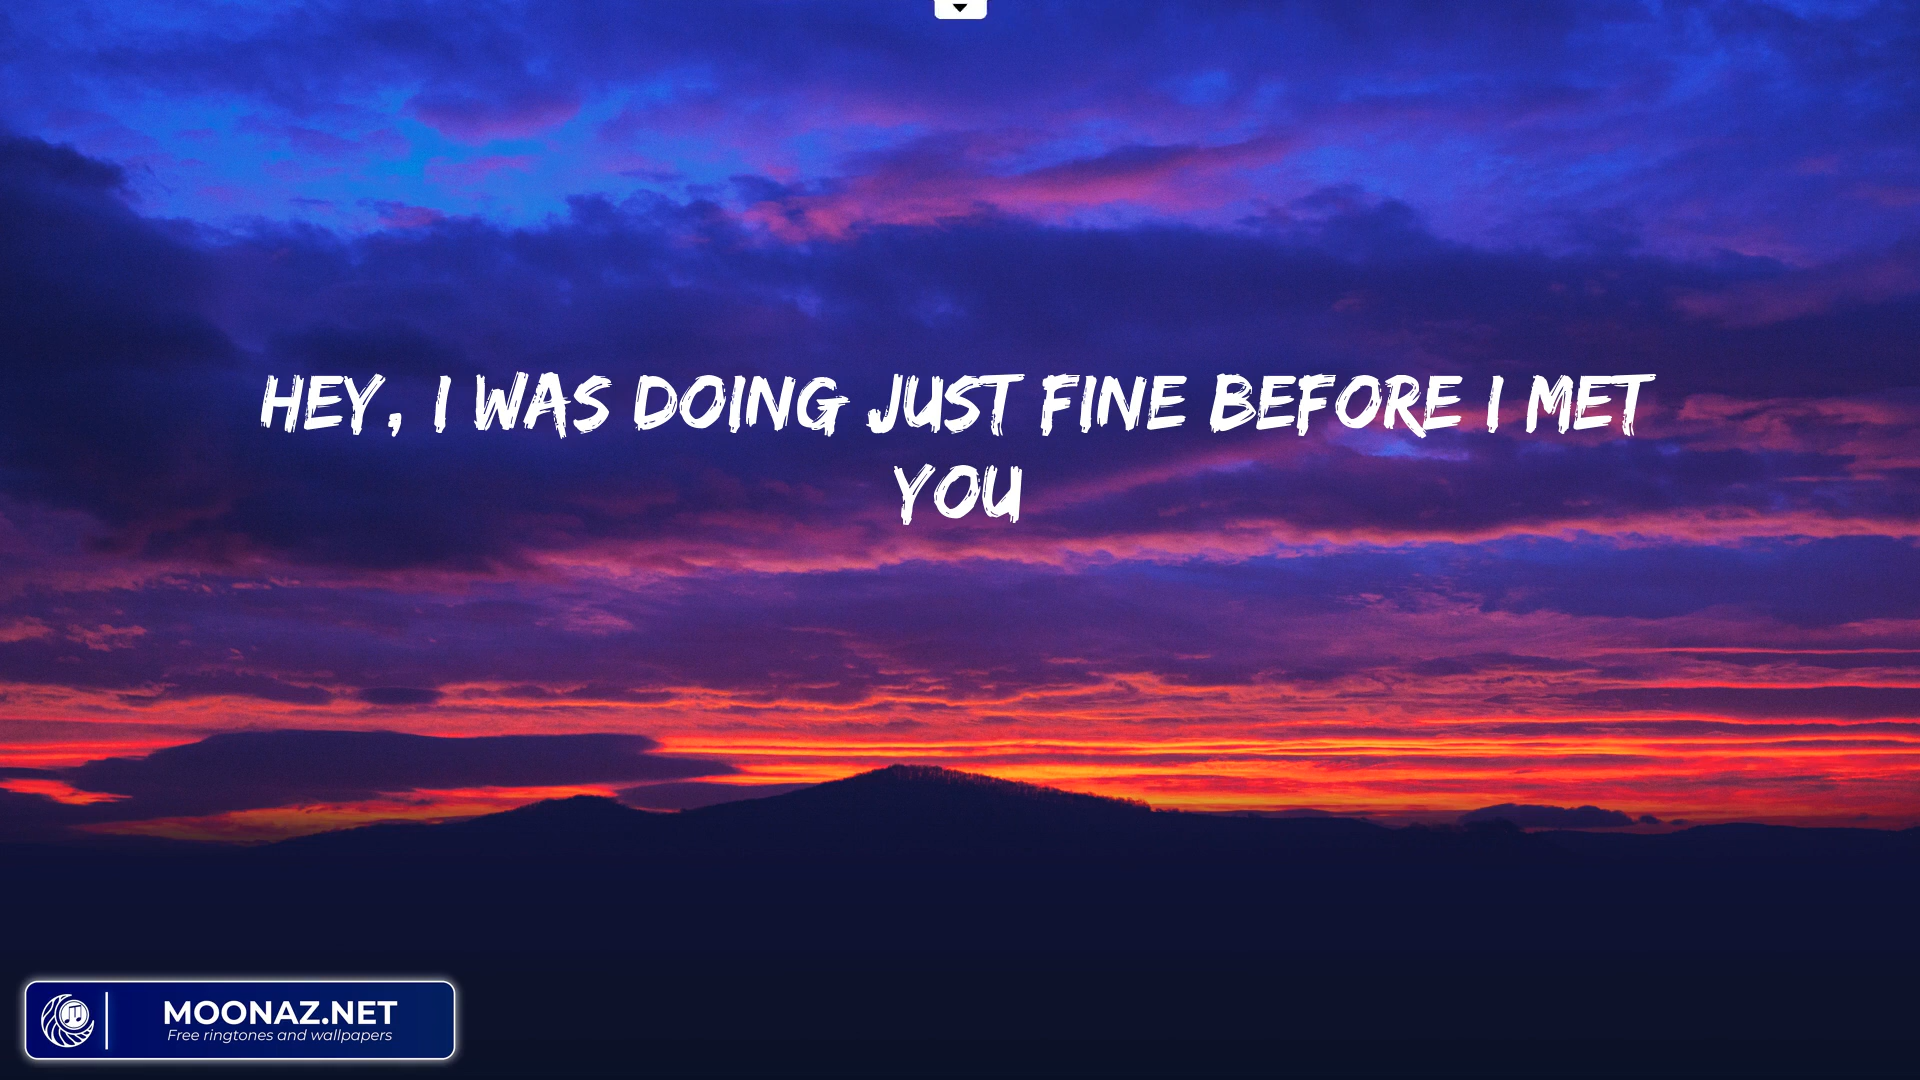 HEY, I WAS DOING JUST FINE BEFORE I MET
YOU
MOONAZ.NET
Free ringtones and wallpapers